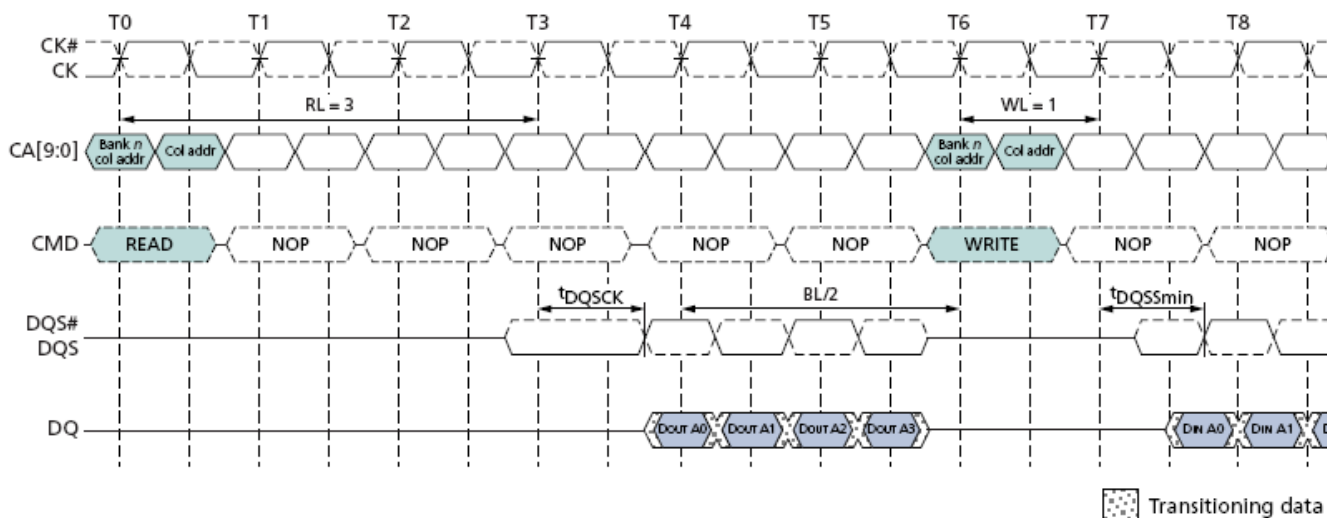 T0 T1 T2 T3 T4 T5 T6 T7 T8
CK#
CK
RL = 3 WL = 1
CA[9:0] Bank n col addr Col addr Bank n col addr Col addr
CMD READ NOP NOP NOP NOP NOP WRITE NOP NOP
tDQSCK BL/2 tDQSSmin
DQS#
DQS
DQ DOUT A0 DOUT A1 DOUT A2 DOUT A3 DIN A0 DIN A1 D
Transitioning data